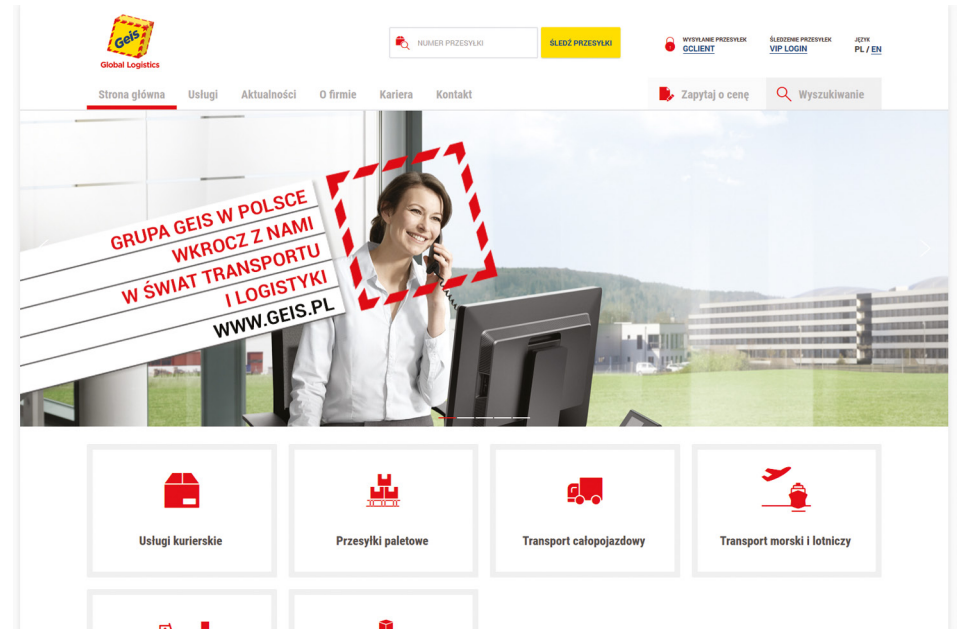 Geis
Global Logistics
NUMER PRZESYŁKI
ŚLEDŹ PRZESYŁKI
WYSYŁANIE PRZESYŁEK
GCLIENT
ŚLEDZENIE PRZESYŁEK
VIP LOGIN
JĘZYK
PL / EN
Strona główna
Usługi
Aktualności
O firmie
Kariera
Kontakt
Zapytaj o cenę
Wyszukiwanie
GRUPA GEIS W POLSCE
WKROCZ Z NAMI
W ŚWIAT TRANSPORTU
I LOGISTYKI
WWW.GEIS.PL
Usługi kurierskie
Przesyłki paletowe
Transport całopojazdowy
Transport morski i lotniczy